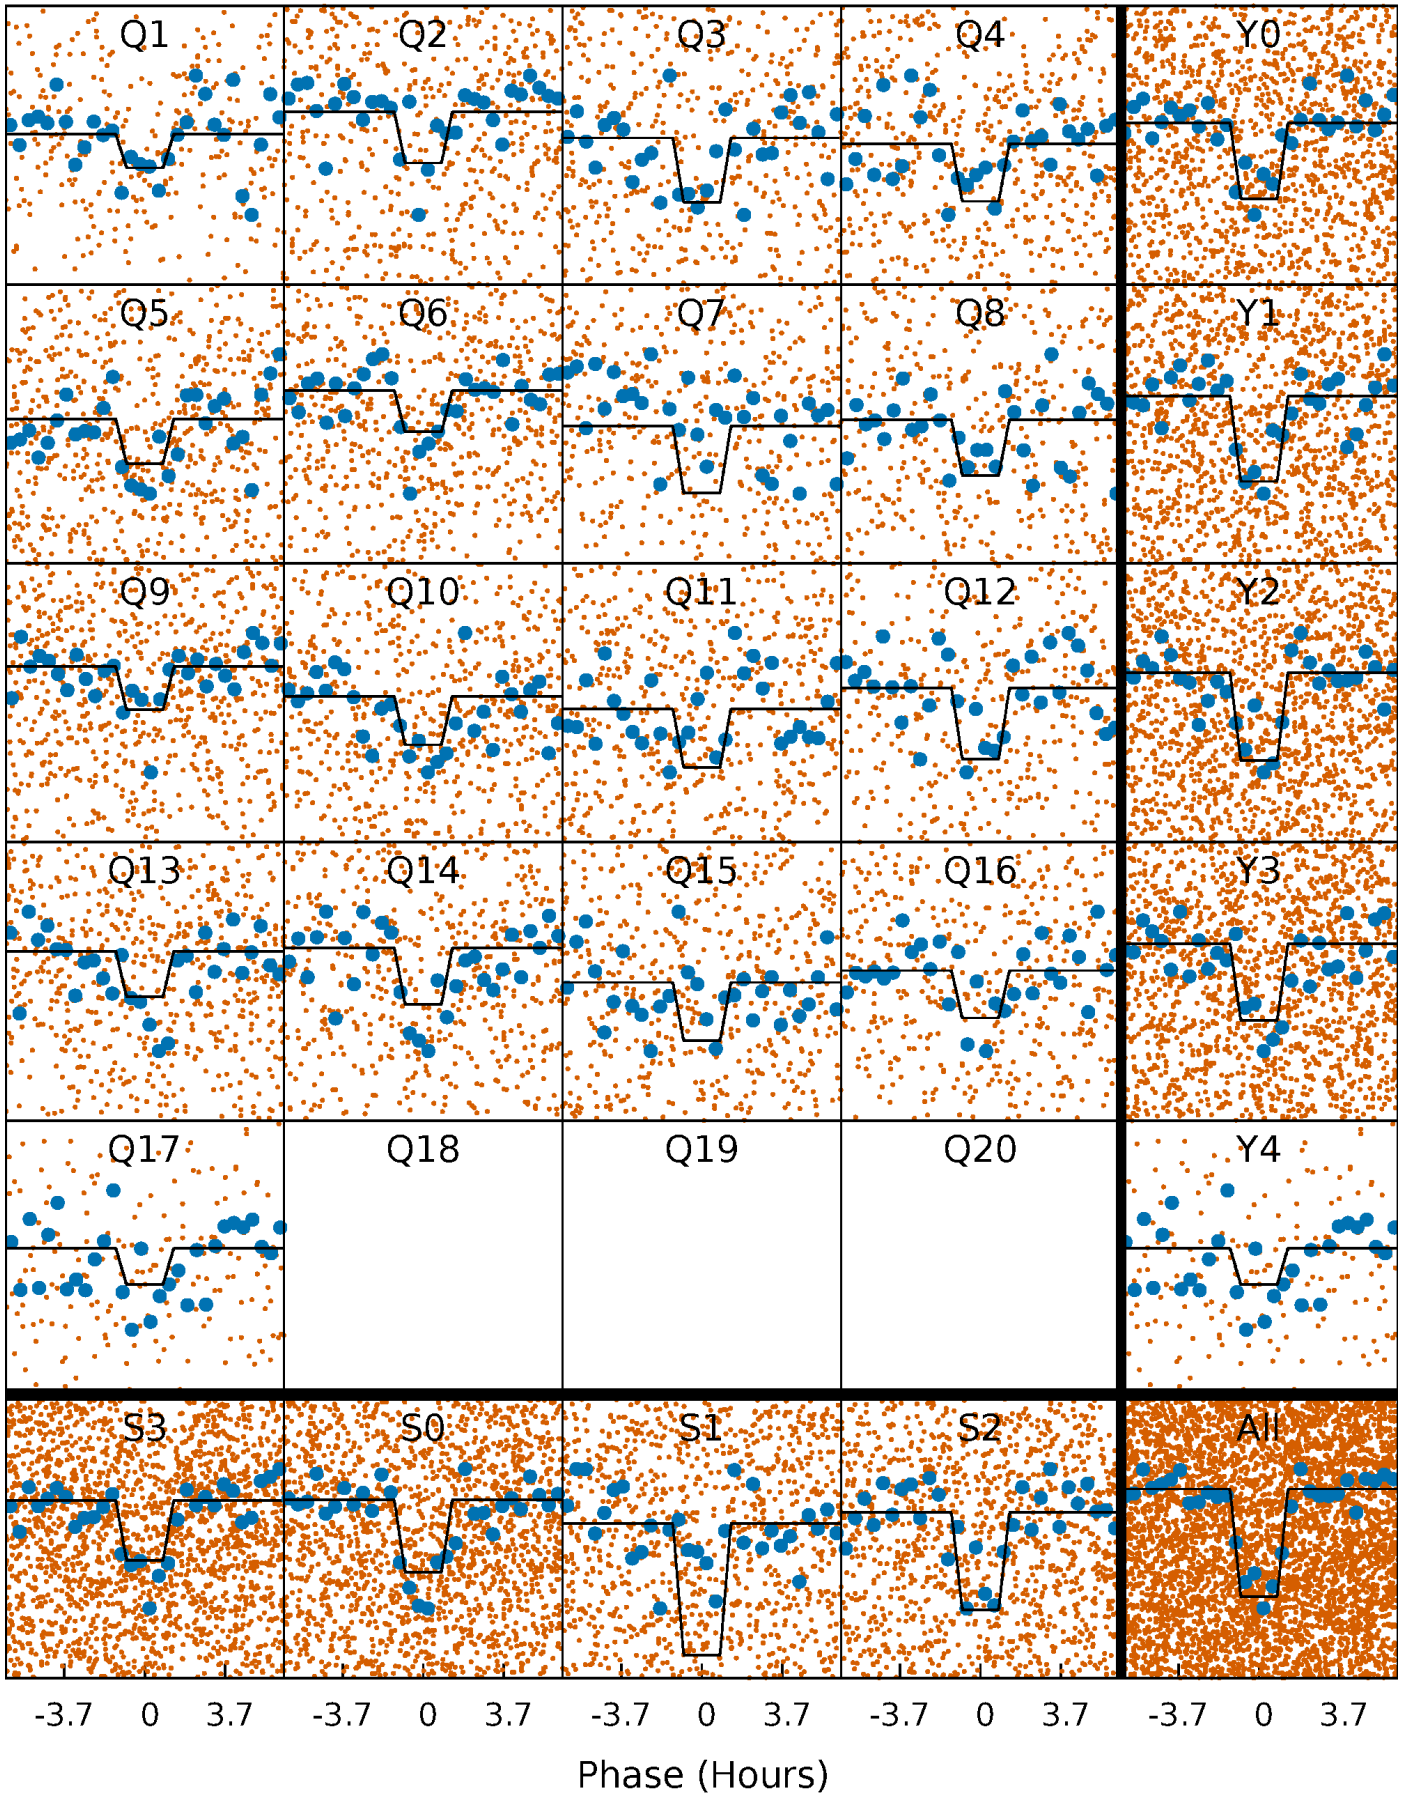 Q1 Q2 Q3 Q4 Y0
Q5 Q6 Q7 Q8 Y1
Q9 Q10 Q11 Q12 Y2
Q13 Q14 Q15 Q16 Y3
Q17 Q18 Q19 Q20 Y4
S3 S0 S1 S2 All
-3.7 0 3.7 -3.7 0 3.7 -3.7 0 3.7 -3.7 0 3.7 -3.7 0 3.7
Phase (Hours)